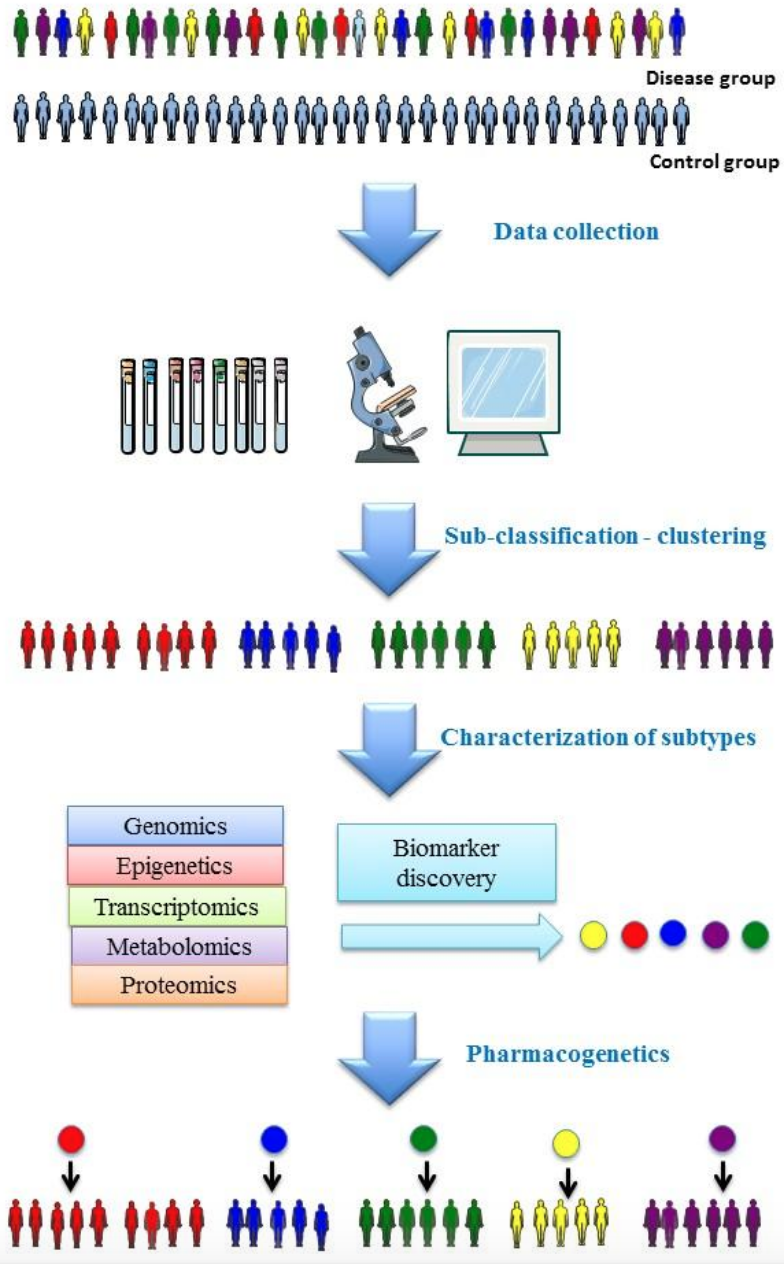 Disease group
Control group
Data collection
Sub-classification - clustering
Characterization of subtypes
Genomics
Epigenetics
Transcriptomics
Metabolomics
Proteomics
Biomarker
discovery
Pharmacogenetics